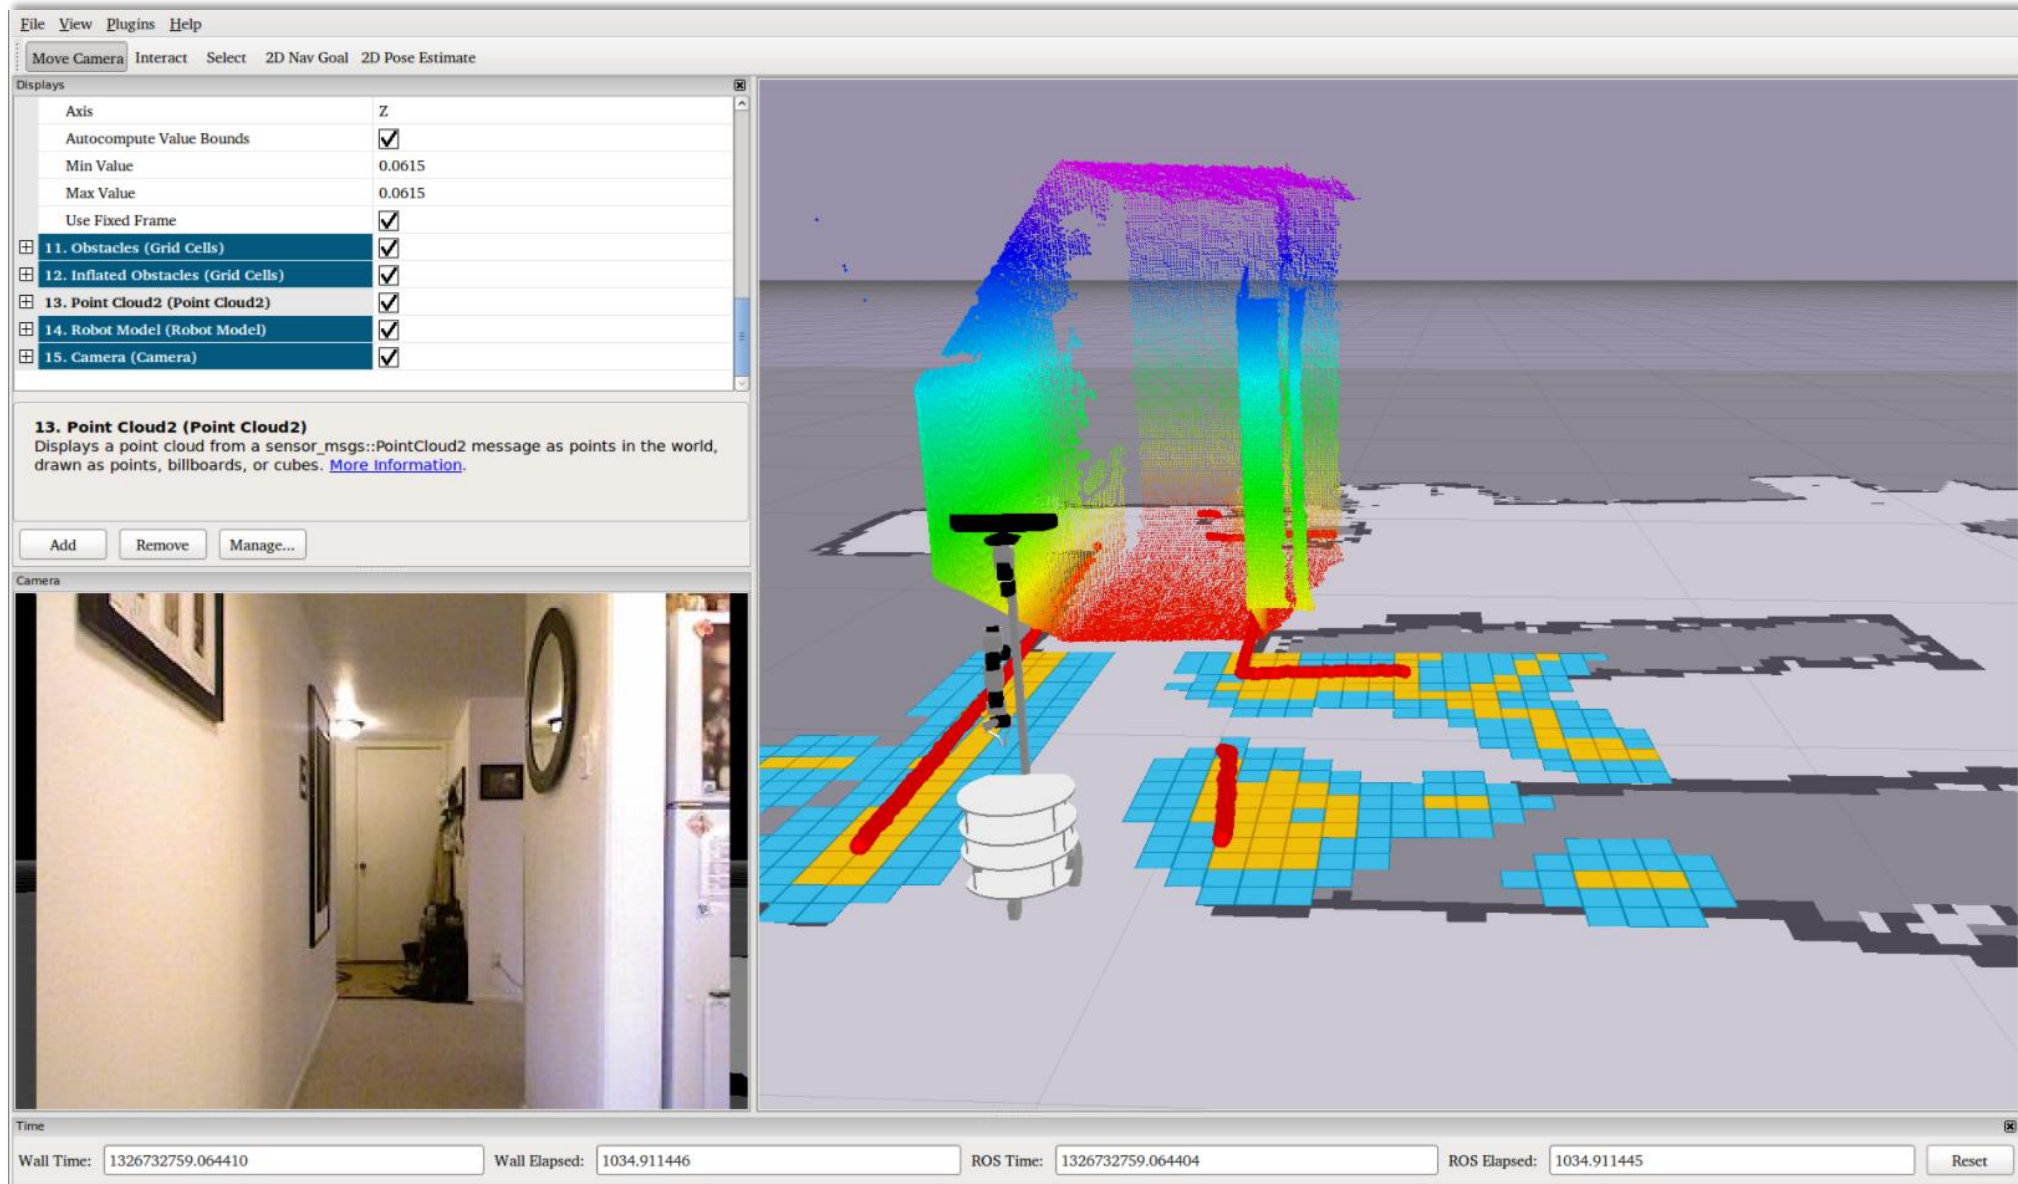 File View Plugins Help
Move Camera Interact Select 2D Nav Goal 2D Pose Estimate
Displays
Axis Z
Autocompute Value Bounds
Min Value 0.0615
Max Value 0.0615
Use Fixed Frame
11. Obstacles (Grid Cells)
12. Inflated Obstacles (Grid Cells)
13. Point Cloud2 (Point Cloud2)
14. Robot Model (Robot Model)
15. Camera (Camera)
13. Point Cloud2 (Point Cloud2)
Displays a point cloud from a sensor_msgs::PointCloud2 message as points in the world,
drawn as points, billboards, or cubes. More Information.
Add Remove Manage...
Camera
Time
Wall Time: 1326732759.064410 Wall Elapsed: 1034.911446 ROS Time: 1326732759.064404 ROS Elapsed: 1034.911445 Reset